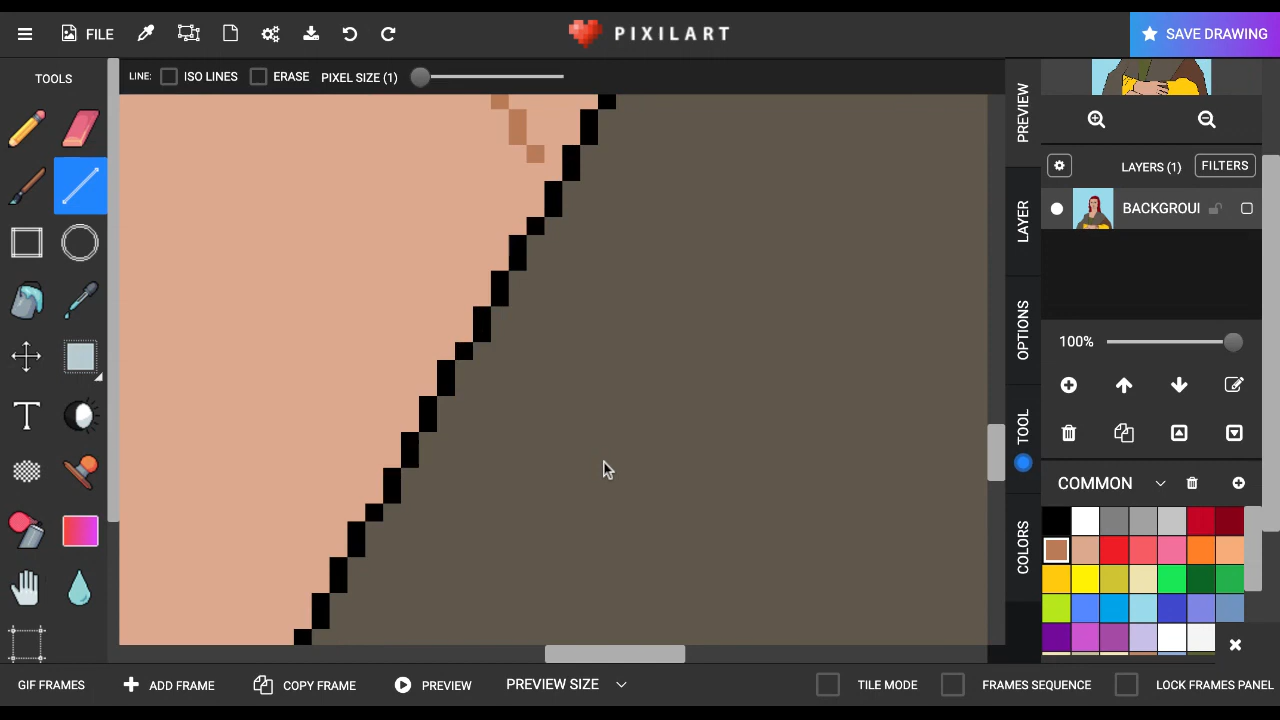 FILE
PIXILART
SAVE DRAWING
TOOLS
LINE:
ISO LINES
ERASE
PIXEL SIZE (1)
PREVIEW
LAYER
OPTIONS
TOOL
COLORS
LAYERS (1)
FILTERS
BACKGROUI
100%
COMMON
GIF FRAMES
ADD FRAME
COPY FRAME
PREVIEW
PREVIEW SIZE
TILE MODE
FRAMES SEQUENCE
LOCK FRAMES PANEL